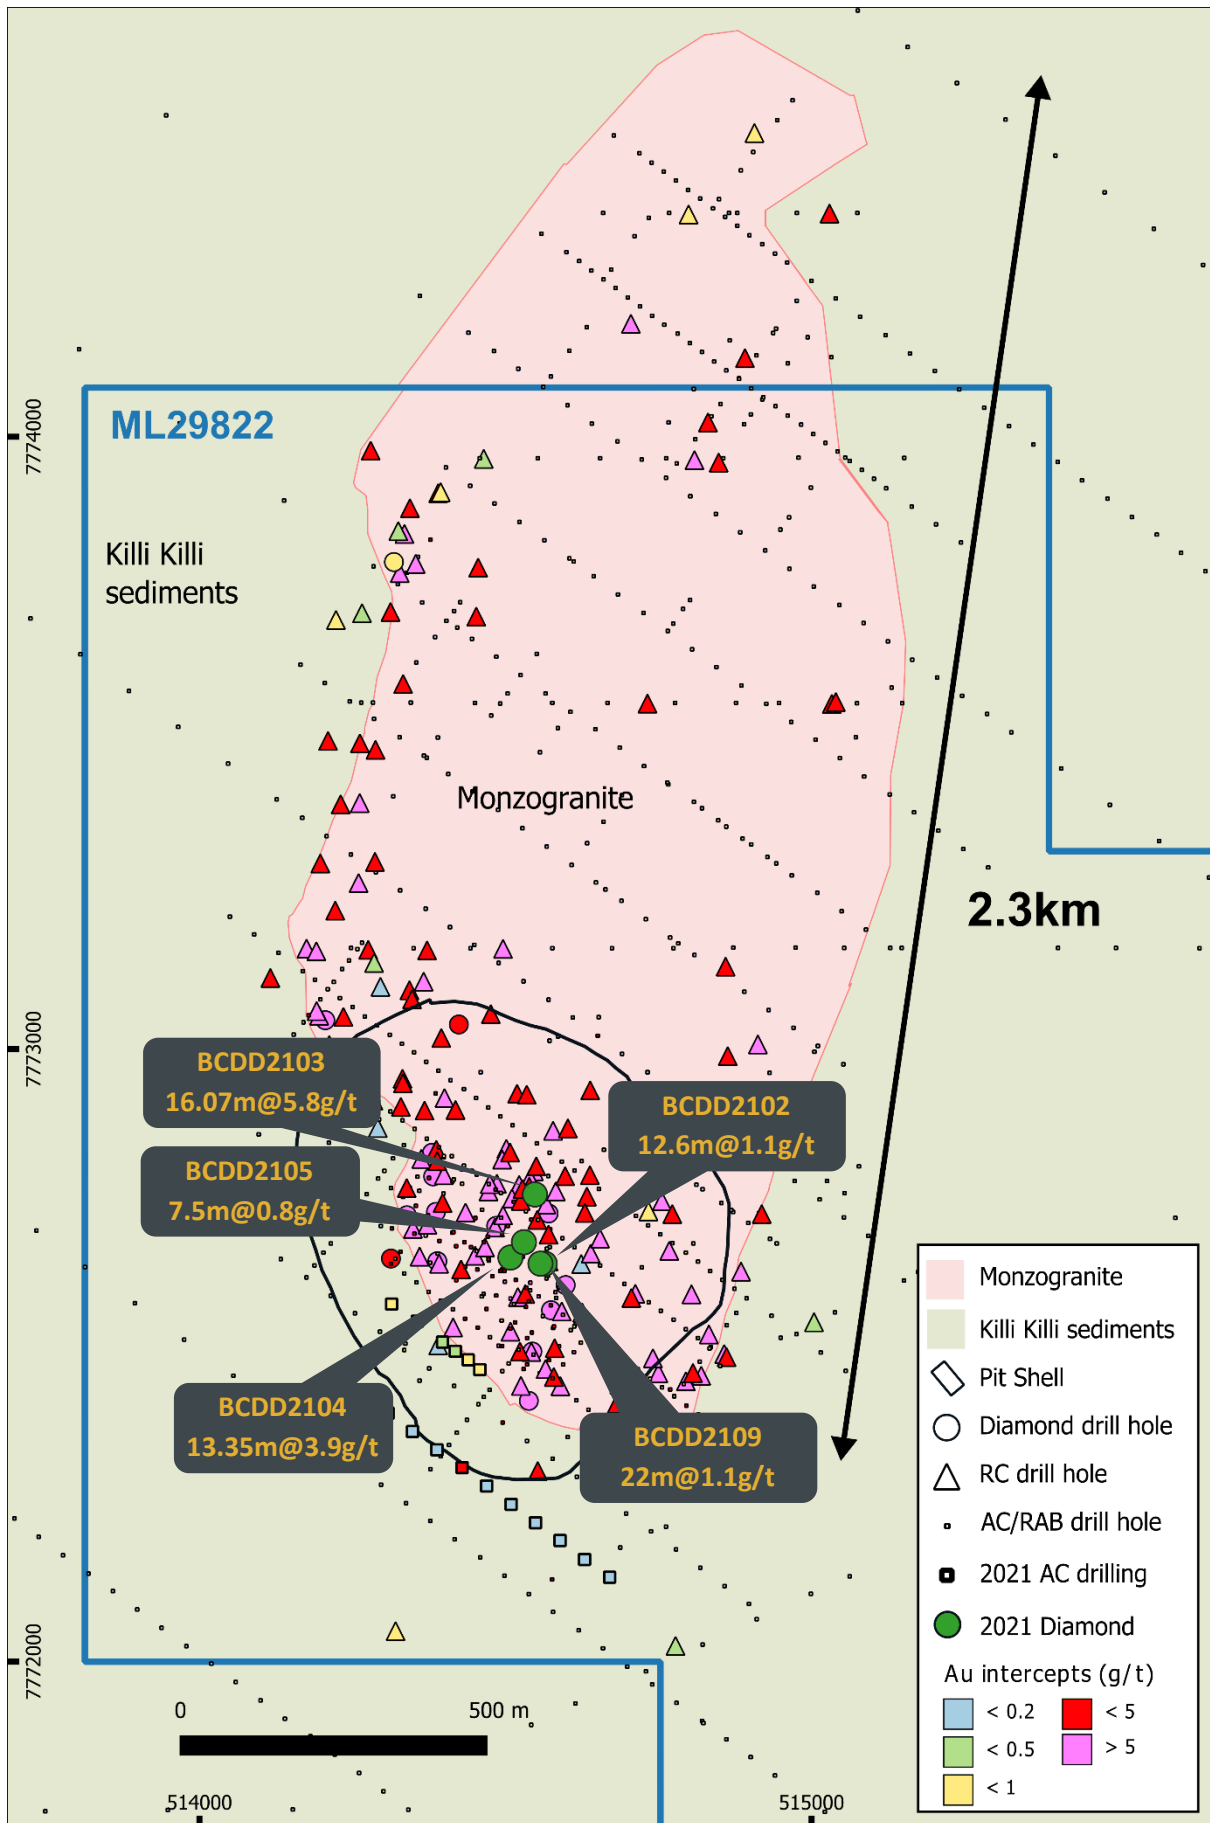 7774000
ML29822
Killi Killi
sediments
Monzogranite
2.3km
7773000
BCDD2103
16.07m@5.8g/t
BCDD2102
12.6m@1.1g/t
BCDD2105
7.5m@0.8g/t
BCDD2104
13.35m@3.9g/t
BCDD2109
22m@1.1g/t
7772000
0
500 m
514000
515000
Monzogranite
Killi Killi sediments
Pit Shell
Diamond drill hole
RC drill hole
AC/RAB drill hole
2021 AC drilling
2021 Diamond
Au intercepts (g/t)
< 0.2
< 5
< 0.5
> 5
< 1